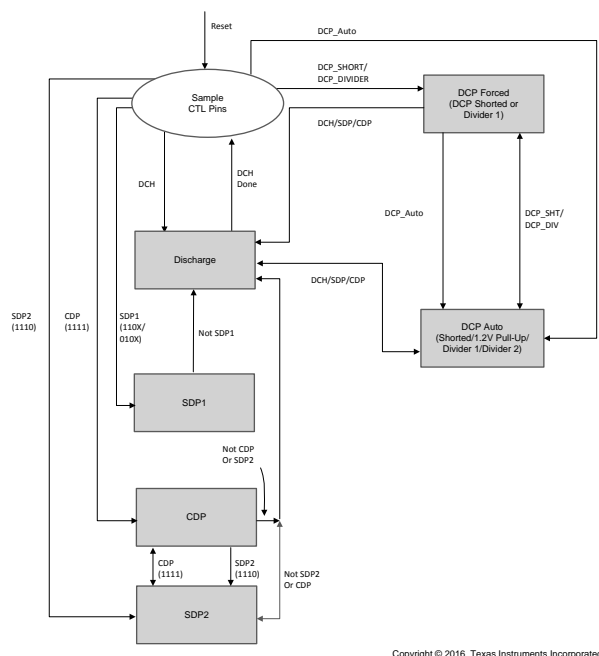 Reset
DCP_Auto
DCP_SHORT/
DCP_DIVIDER
Sample
CTL Pins
DCP Forced
(DCP Shorted or
Divider 1)
DCH/SDP/CDP
DCH
DCH
Done
DCP_Auto
DCP_SHT/
DCP_DIV
Discharge
DCH/SDP/CDP
SDP2
(1110)
CDP
(1111)
SDP1
(110X/
010X)
Not SDP1
DCP Auto
(Shorted/1.2V Pull-Up/
Divider 1/Divider 2)
SDP1
Not CDP
Or SDP2
CDP
CDP
(1111)
SDP2
(1110)
Not SDP2
Or CDP
SDP2
Copyright © 2016, Texas Instruments Incorporated